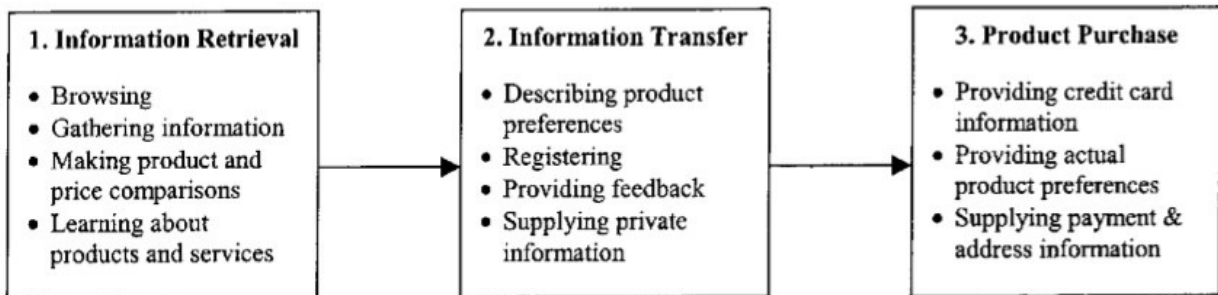 1. Information Retrieval
• Browsing
• Gathering information
• Making product and
price comparisons
• Learning about
products and services
2. Information Transfer
• Describing product
preferences
• Registering
• Providing feedback
• Supplying private
information
3. Product Purchase
• Providing credit card
information
• Providing actual
product preferences
• Supplying payment &
address information